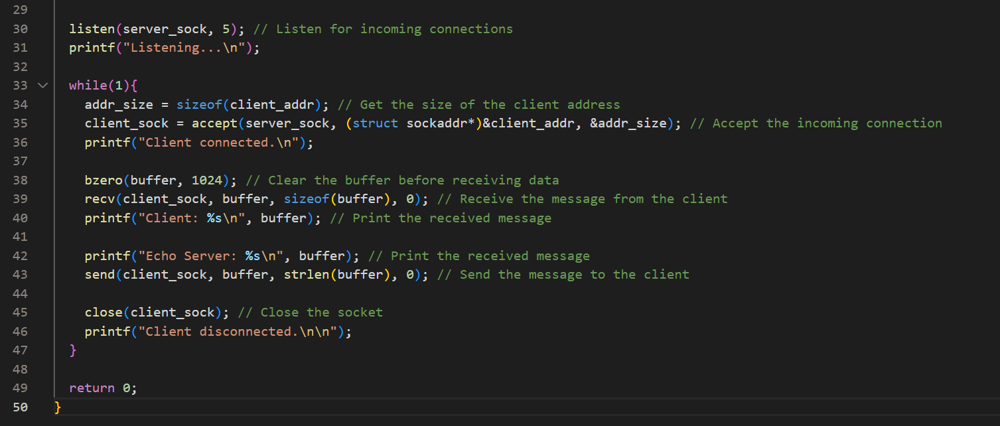 29
30 listen(server_sock, 5); // Listen for incoming connections
31 printf("Listening...\n");
32
33 while(1){
34 addr_size = sizeof(client_addr); // Get the size of the client address
35 client_sock = accept(server_sock, (struct sockaddr*)&client_addr, &addr_size); // Accept the incoming connection
36 printf("Client connected.\n");
37
38 bzero(buffer, 1024); // Clear the buffer before receiving data
39 recv(client_sock, buffer, sizeof(buffer), 0); // Receive the message from the client
40 printf("Client: %s\n", buffer); // Print the received message
41
42 printf("Echo Server: %s\n", buffer); // Print the received message
43 send(client_sock, buffer, strlen(buffer), 0); // Send the message to the client
44
45 close(client_sock); // Close the socket
46 printf("Client disconnected.\n\n");
47 }
48
49 return 0;
50 }